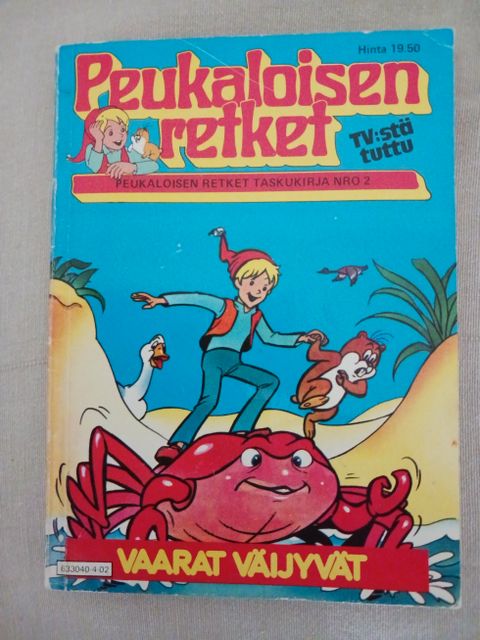 Hinta 19.50
Peukaloisen
retket
TV:stä
tuttu
PEUKALOISEN RETKET TASKUKIRJA NRO 2
VAARAT VÄIJYVÄT
633040-4-02